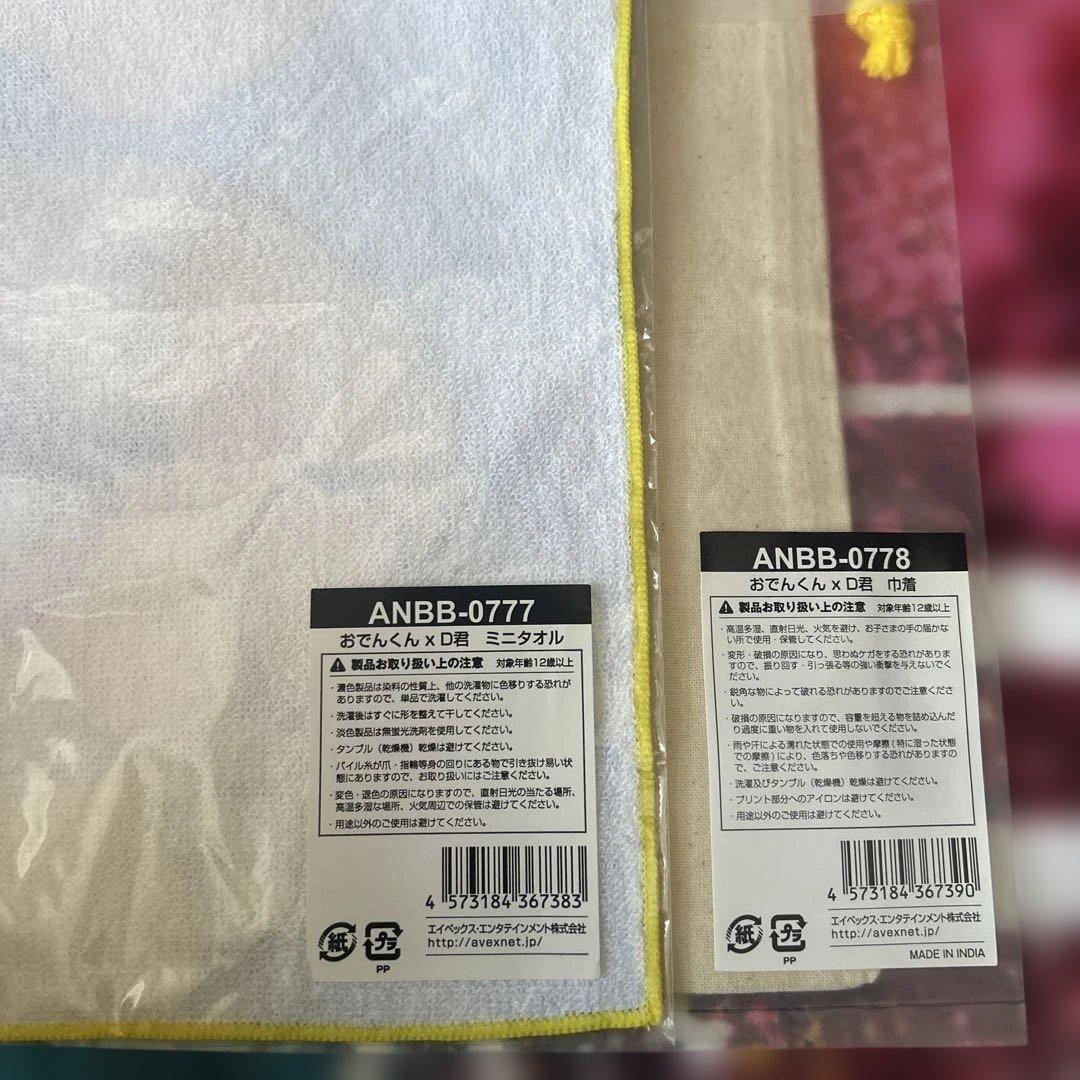 ANBB-0777
おでんくん x D君　ミニタオル
製品お取り扱い上の注意　対象年齢12歳以上
・濃色製品は染料の性質上、他の洗濯物に色移りする恐れが
ありますので、単品で洗濯してください。
・洗濯後はすぐに形を整えて干してください。
・淡色製品は無蛍光洗剤を使用してください。
・タンブル（乾燥機）乾燥は避けてください。
・パイル糸が爪・指輪等身の回りにある物で引き抜け易い状
態にありますので、お取り扱いにはご注意ください。
・変色・退色の原因になりますので、直射日光の当たる場所、
高温多湿な場所、火気周辺での保管は避けてください。
・用途以外のご使用は避けてください。
4 573184 367383
エイベックス・エンタテインメント株式会社
http://avexnet.jp/
紙
プラ
PP
ANBB-0778
おでんくん x D君　巾着
製品お取り扱い上の注意　対象年齢12歳以上
・高温多湿、直射日光、火気を避け、お子さまの手の届かな
い所で使用・保管してください。
・変形・破損の原因になり、思わぬケガをする恐れがありま
すので、振り回す・引っ張る等の強い衝撃を与えないでく
ださい。
・鋭角な物によって破れる恐れがありますのでご注意くださ
い。
・破損の原因になりますので、容量を超える物を詰め込んだ
り過度に重い物を入れて使用しないでください。
・雨や汗による濡れた状態での使用や摩擦(特に湿った状態
での摩擦)により、色落ちや色移りする恐れがありますの
で、ご注意ください。
・洗濯及びタンブル（乾燥機）乾燥は避けてください。
・プリント部分へのアイロンは避けてください。
・用途以外のご使用は避けてください。
4 573184 367390
エイベックス・エンタテインメント株式会社
http://avexnet.jp/
紙
プラ
PP
MADE IN INDIA